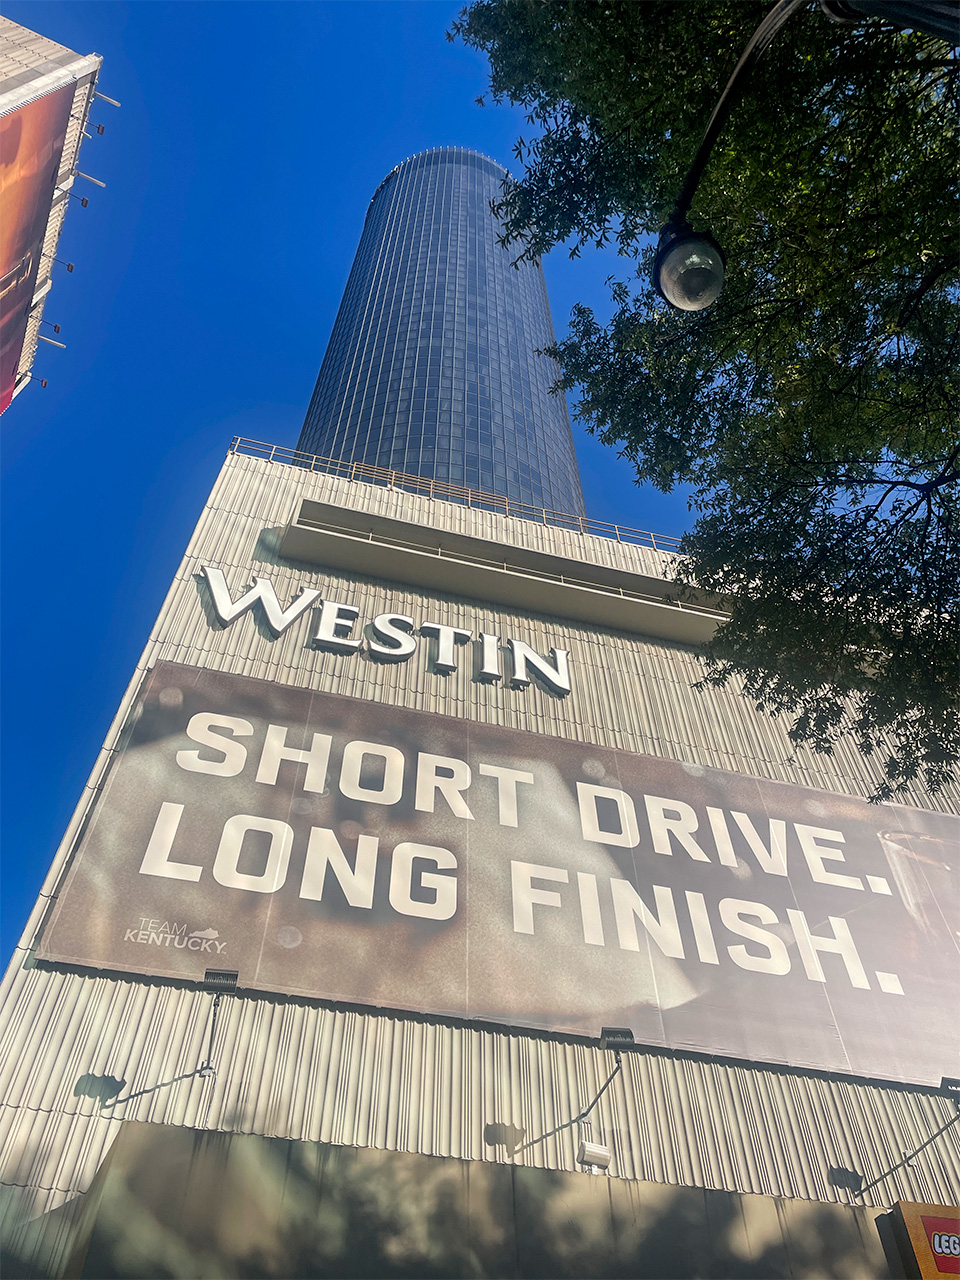 WESTIN
SHORT DRIVE.
LONG FINISH.
TEAM
KENTUCKY
LEG